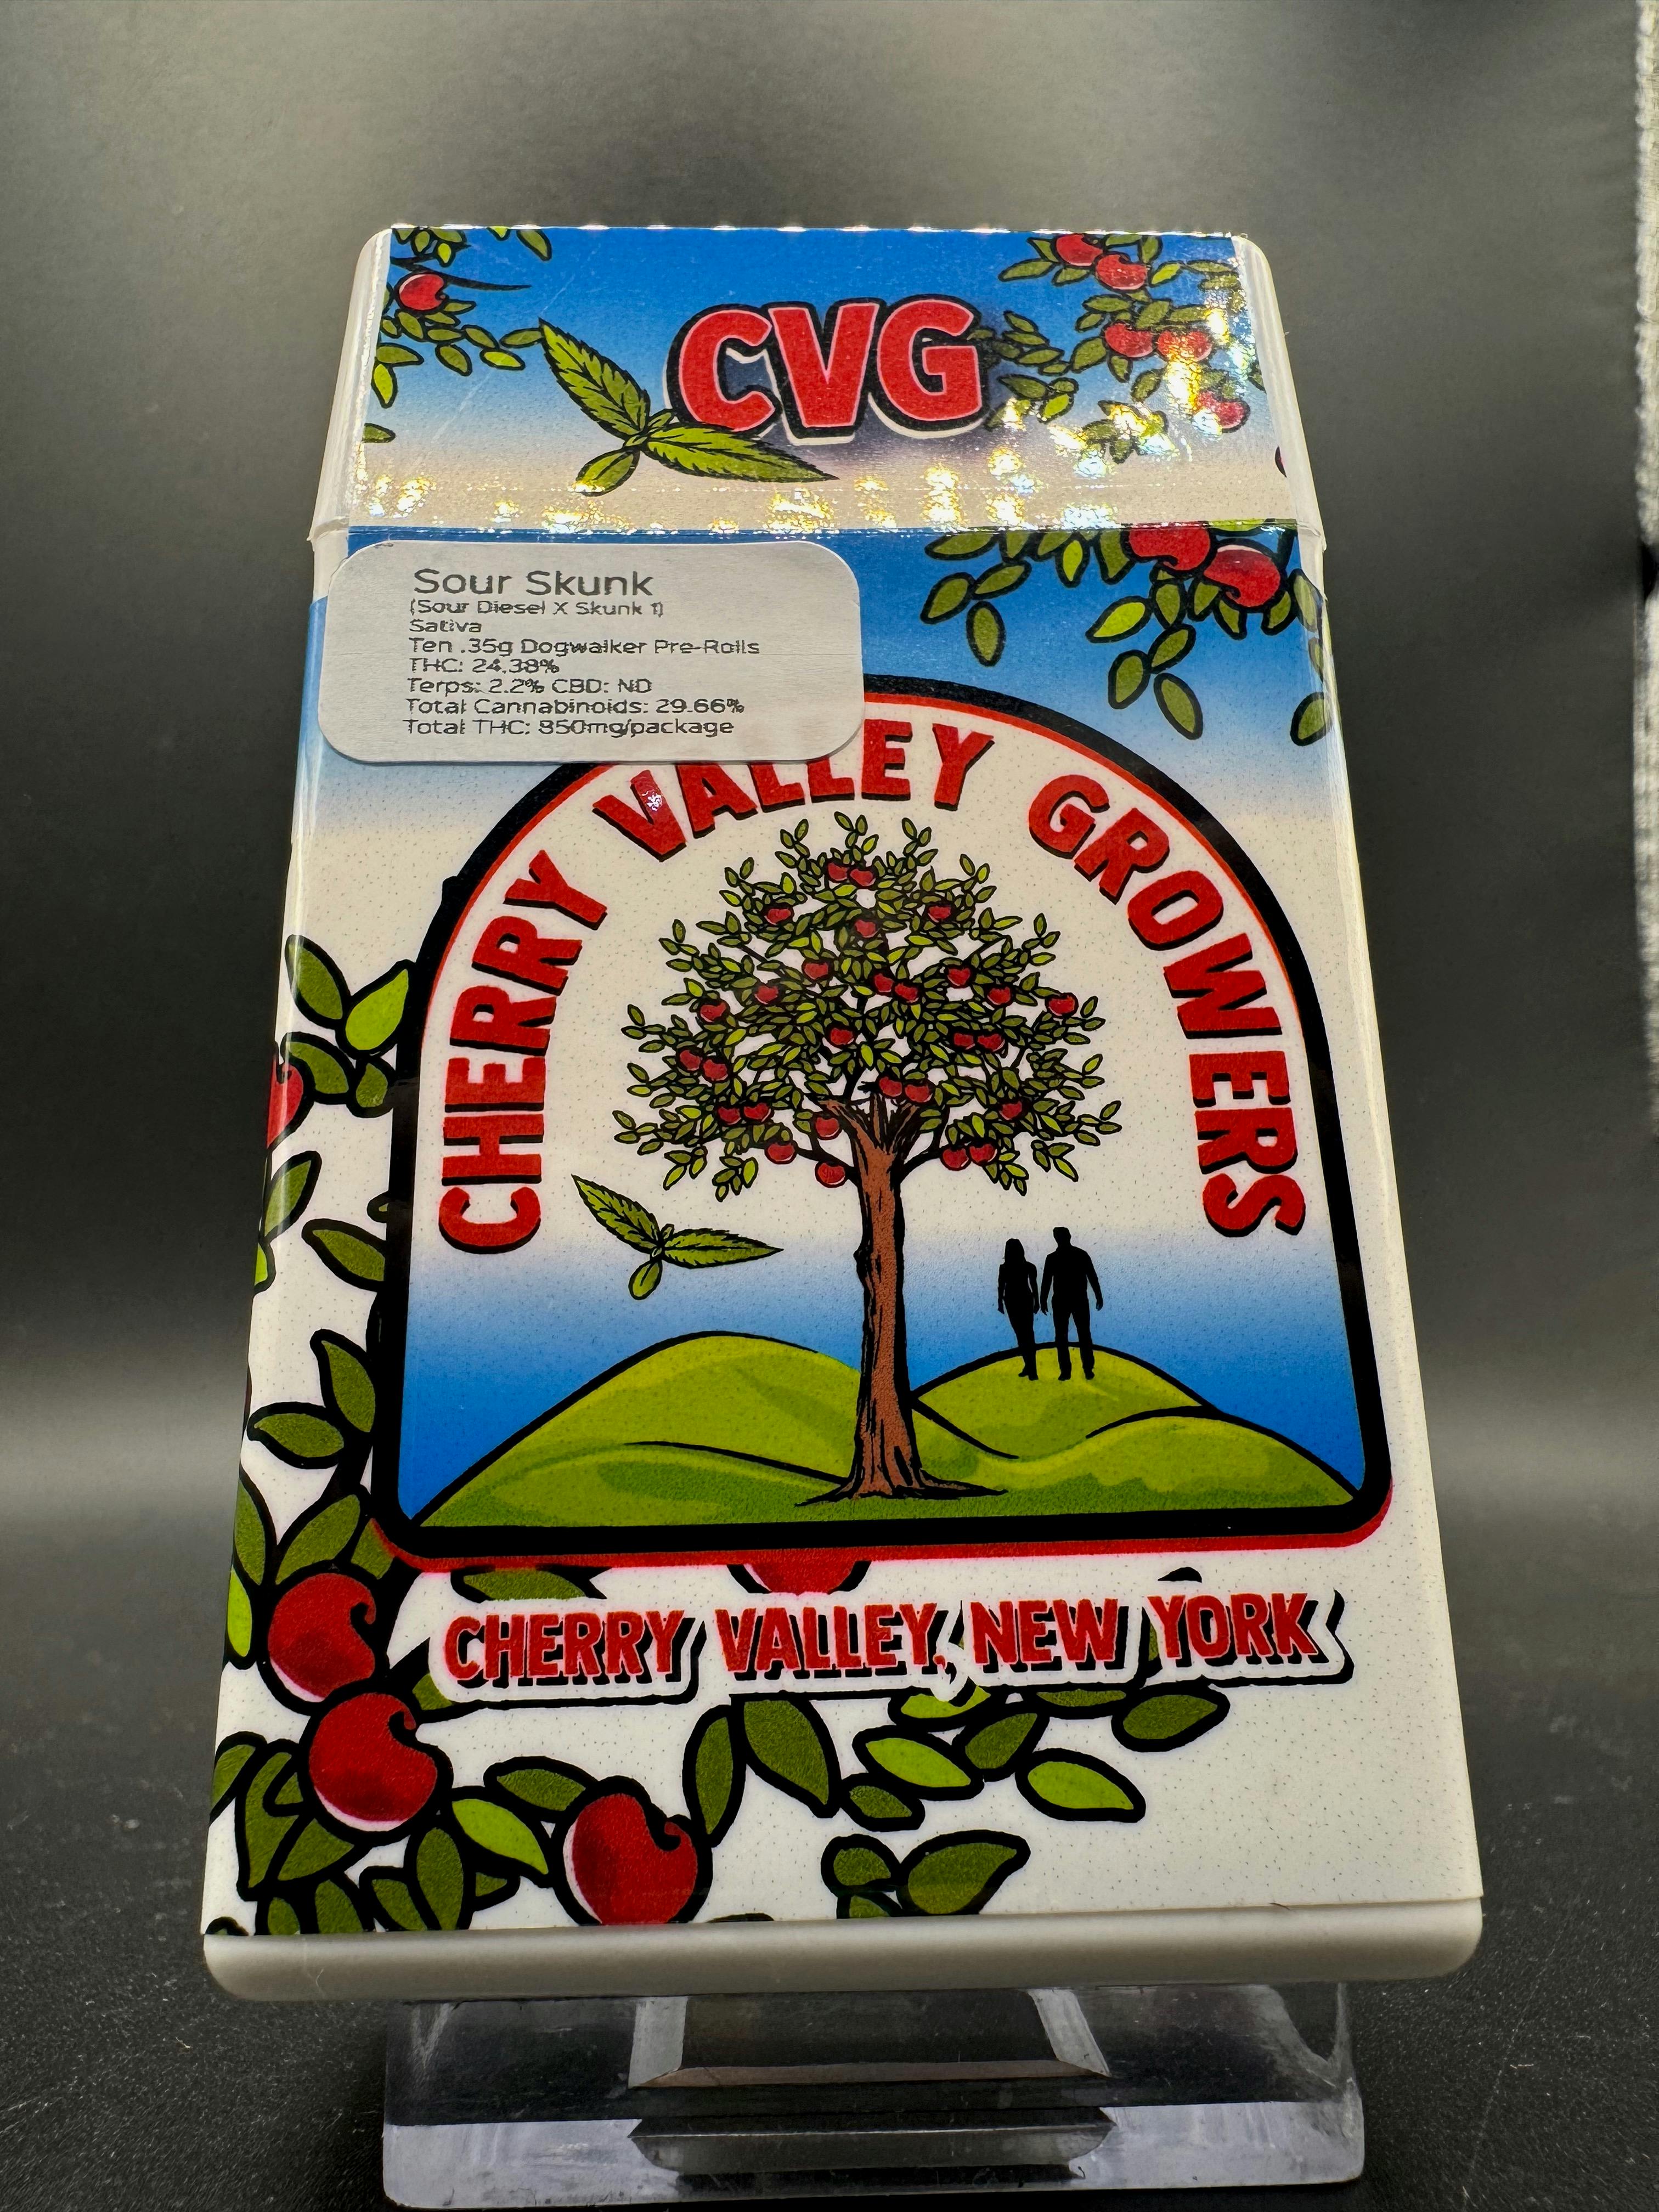 CVG
Sour Skunk
(Sour Diesel X Skunk 1)
Sativa
Ten .35g Dogwalker Pre-Rolls
THC: 24.38%
Terps: 2.2% CBD: ND
Total Cannabinoids: 29.66%
Total THC: 850mg/package
CHERRY VALLEY GROWERS
CHERRY VALLEY, NEW YORK